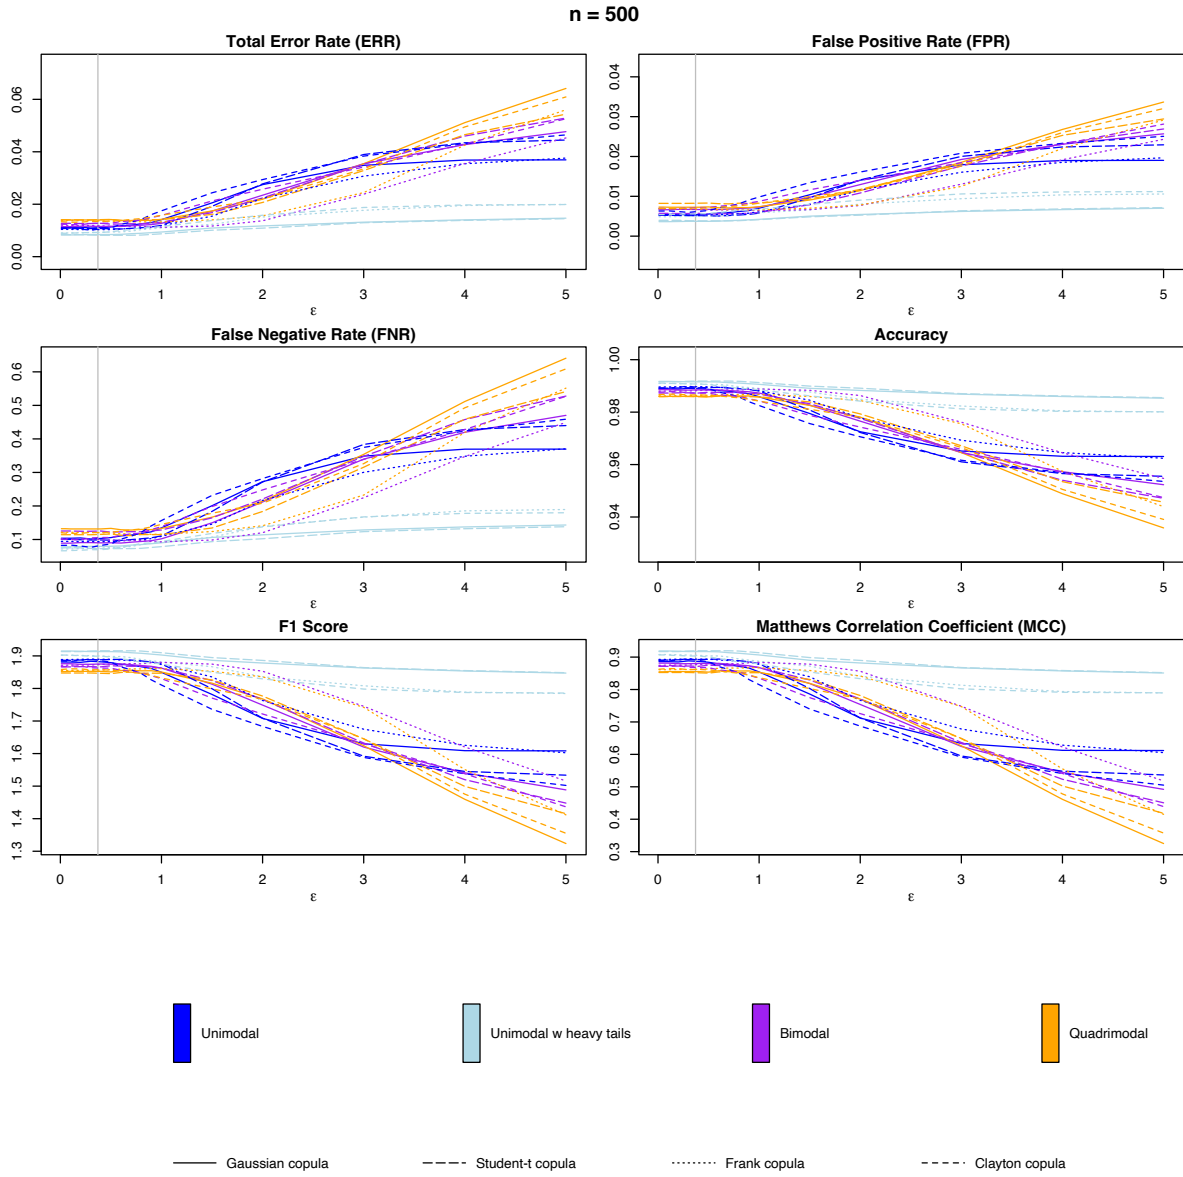 n = 500
Total Error Rate (ERR)
0.06
0.04
0.02
0.00
0 1 2 3 4 5
ε
False Positive Rate (FPR)
0.04
0.03
0.02
0.01
0.00
0 1 2 3 4 5
ε
False Negative Rate (FNR)
0.6
0.5
0.4
0.3
0.2
0.1
0 1 2 3 4 5
ε
Accuracy
1.00
0.98
0.96
0.94
0 1 2 3 4 5
ε
F1 Score
1.9
1.8
1.7
1.6
1.5
1.4
1.3
0 1 2 3 4 5
ε
Matthews Correlation Coefficient (MCC)
0.9
0.8
0.7
0.6
0.5
0.4
0.3
0 1 2 3 4 5
ε
Unimodal
Unimodal w heavy tails
Bimodal
Quadrimodal
Gaussian copula
Student-t copula
Frank copula
Clayton copula